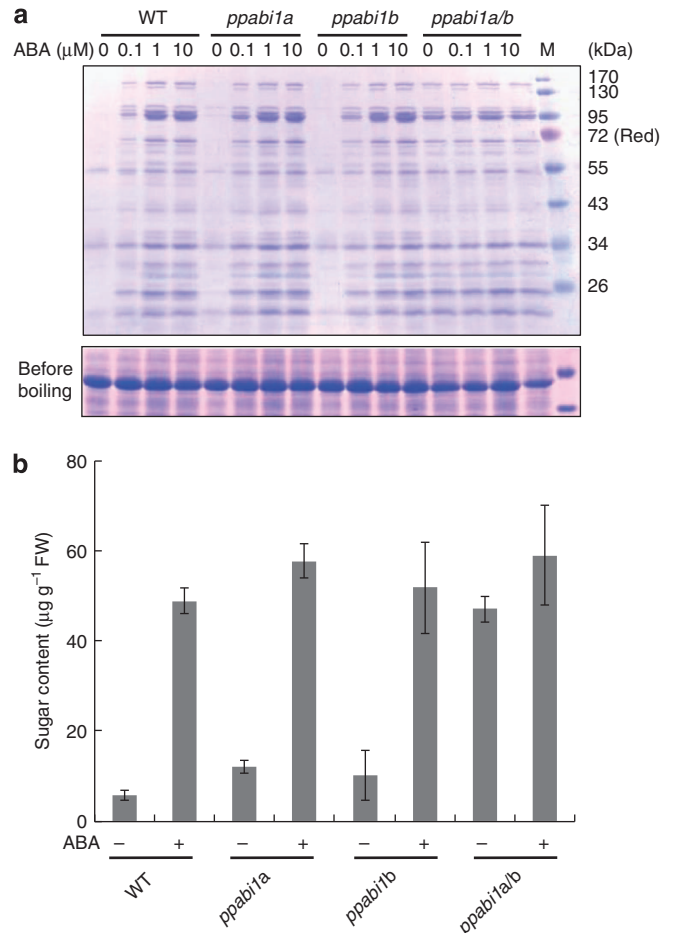 a
WT ppabi1a ppabi1b ppabi1a/b
ABA (μM) 0 0.1 1 10 0 0.1 1 10 0 0.1 1 10 0 0.1 1 10 M (kDa)
170
130
95
72 (Red)
55
43
34
26
Before
boiling
b
80
60
40
20
0
Sugar content (μg g⁻¹ FW)
ABA – + – + – + – +
WT ppabi1a ppabi1b ppabi1a/b